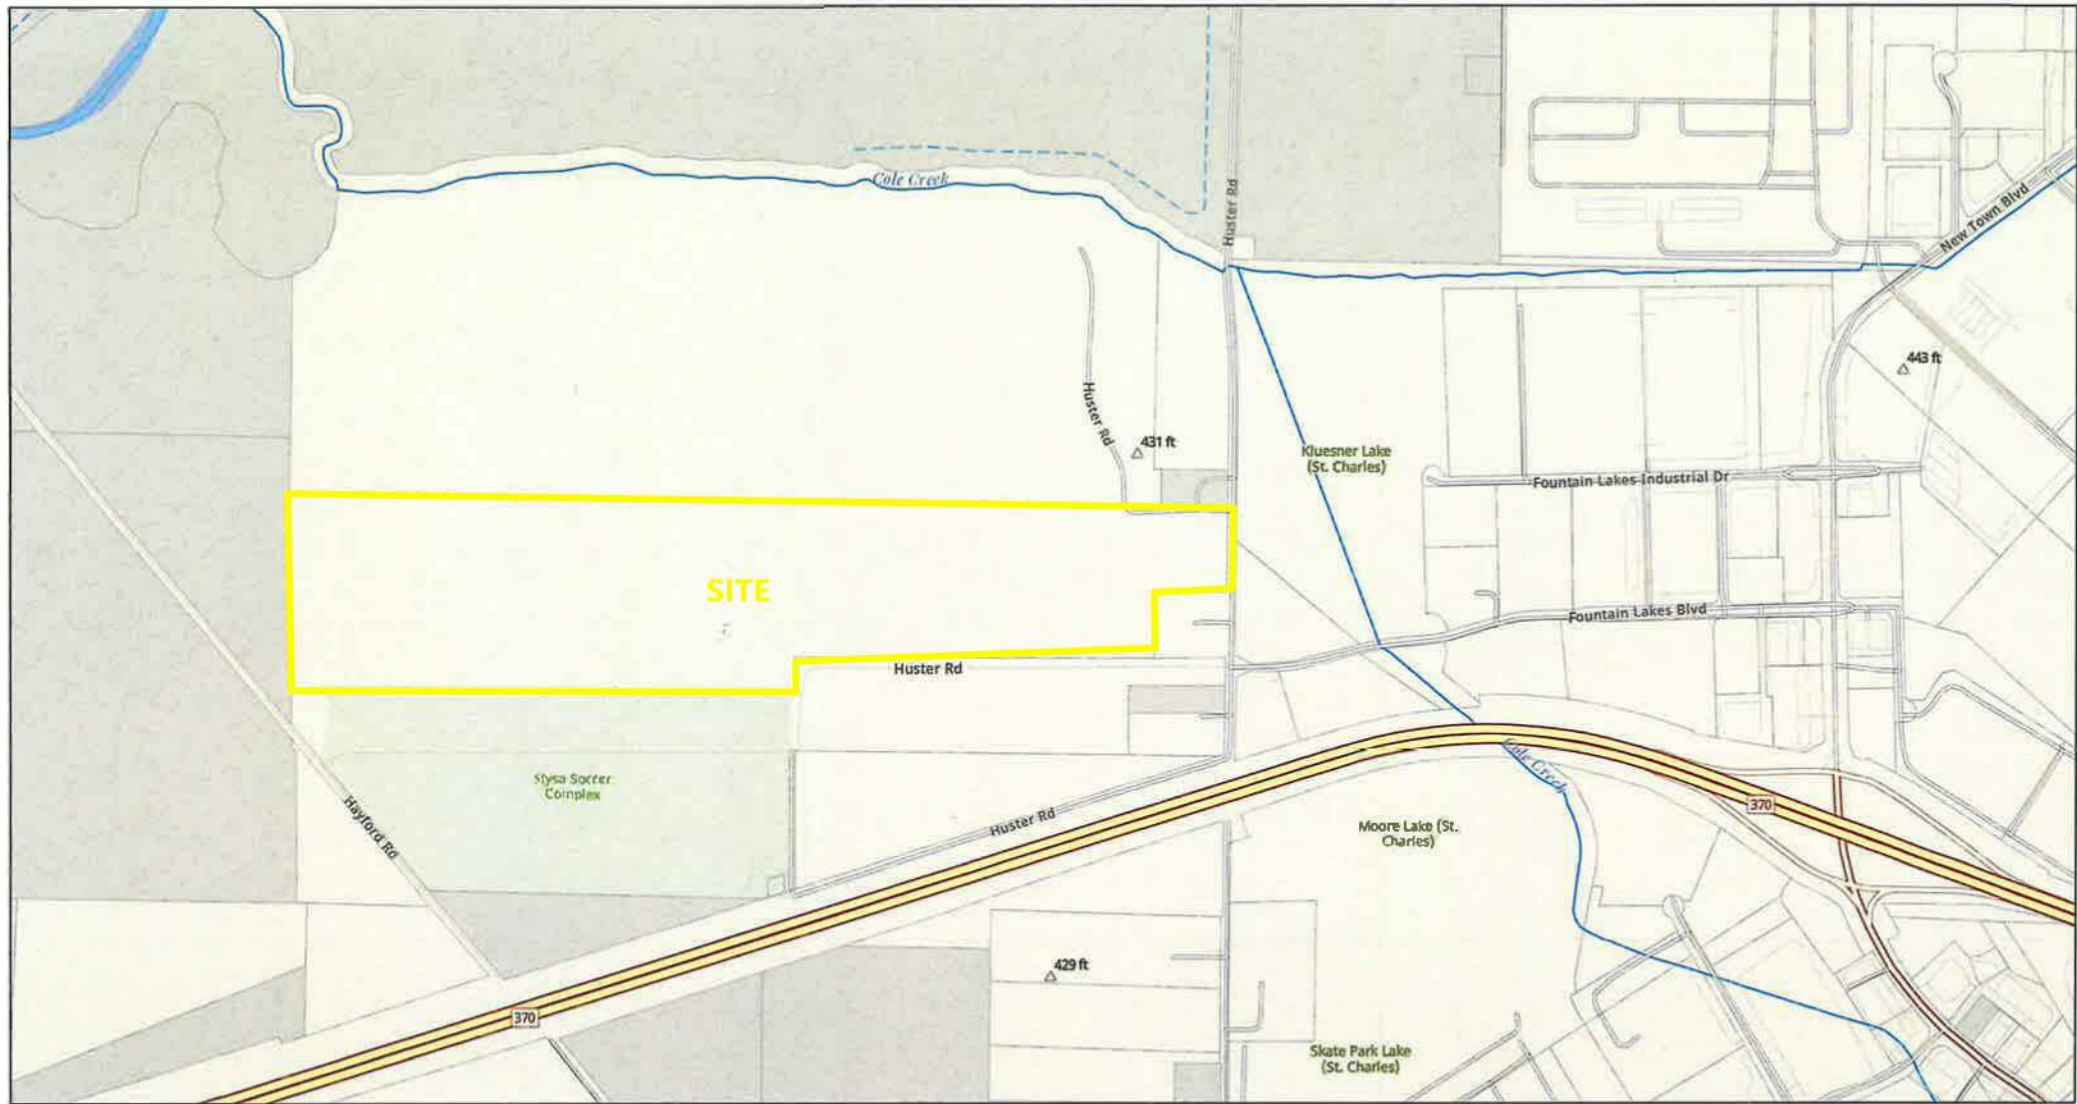 Cole Creek
Huster Rd
New Town Blvd
443 ft
Huster Rd
431 ft
Kluesner Lake
(St. Charles)
Fountain Lakes Industrial Dr
SITE
Fountain Lakes Blvd
Huster Rd
Slysa Soccer
Complex
Hayford Rd
Huster Rd
Cole Creek
370
Moore Lake (St.
Charles)
429 ft
370
Skate Park Lake
(St. Charles)